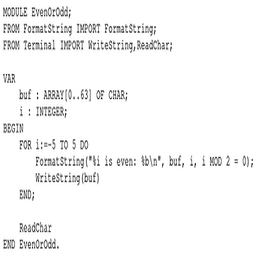 MODULE EvenOrOdd;
FROM FormatString IMPORT FormatString;
FROM Terminal IMPORT WriteString,ReadChar;
VAR
buf : ARRAY[0..63] OF CHAR;
i : INTEGER;
BEGIN
FOR i:=-5 TO 5 DO
FormatString("%i is even: %b\n", buf, i, i MOD 2 = 0);
WriteString(buf)
END;
ReadChar
END EvenOrOdd.